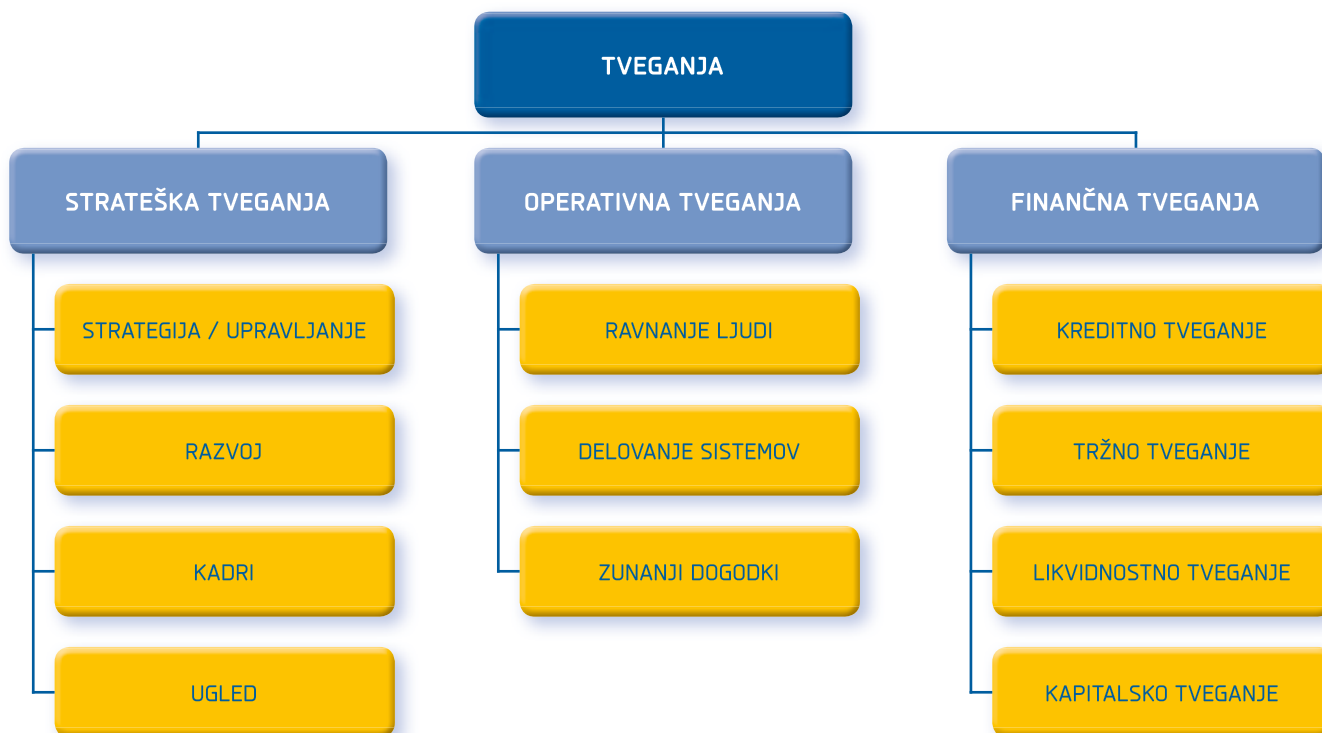 TVEGANJA
STRATEŠKA TVEGANJA
OPERATIVNA TVEGANJA
FINANČNA TVEGANJA
STRATEGIJA / UPRAVLJANJE
RAVNANJE LJUDI
KREDITNO TVEGANJE
RAZVOJ
DELOVANJE SISTEMOV
TRŽNO TVEGANJE
KADRI
ZUNANJI DOGODKI
LIKVIDNOSTNO TVEGANJE
UGLED
KAPITALSKO TVEGANJE